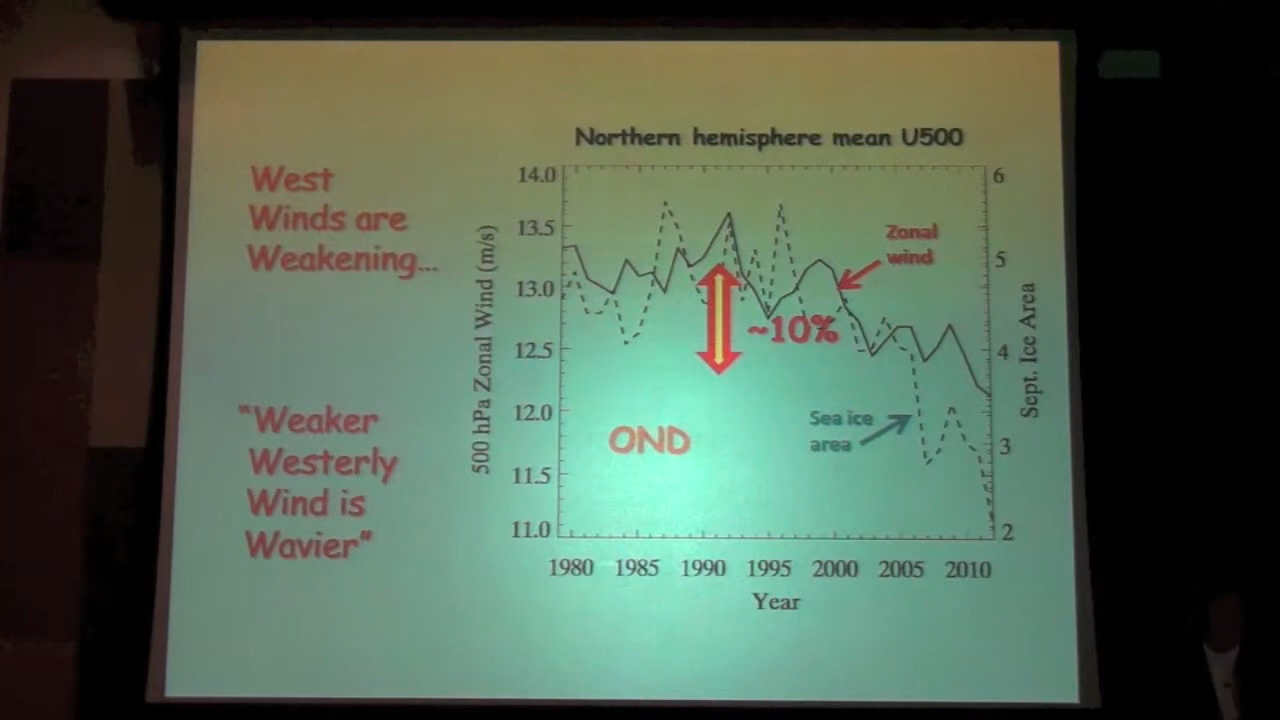 Northern hemisphere mean U500
West
Winds are
Weakening...
"Weaker
Westerly
Wind is
Wavier"
500 hPa Zonal Wind (m/s)
14.0
13.5
13.0
12.5
12.0
11.5
11.0
Zonal
wind
~10%
Sea ice
area
OND
6
5
4
3
2
Sept. Ice Area
1980 1985 1990 1995 2000 2005 2010
Year